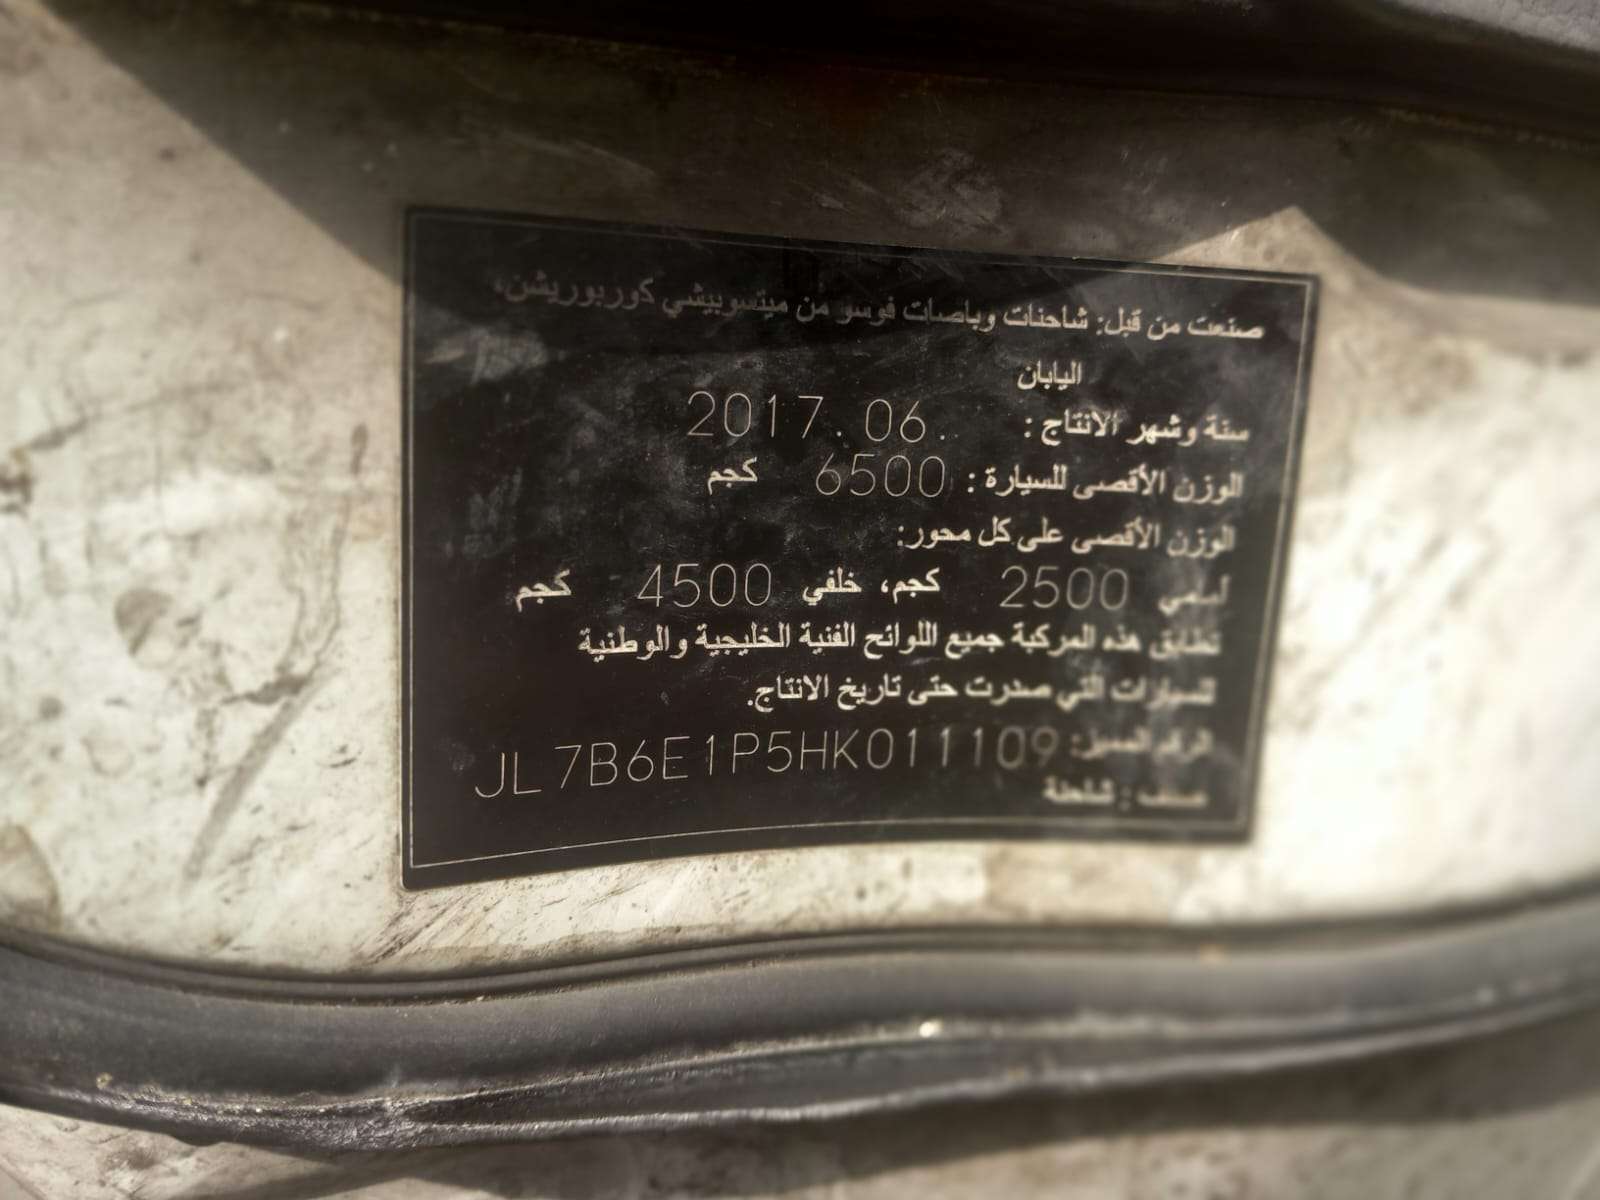 صنعت من قبل: شاحنات وباصات فوسو من ميتسوبيشي كوربوريشن،
اليابان
سنة وشهر الانتاج : 2017.06.
الوزن الأقصى للسيارة : 6500 كجم
الوزن الأقصى على كل محور:
أمامي 2500 كجم، خلفي 4500 كجم
تطابق هذه المركبة جميع اللوائح الفنية الخليجية والوطنية
للسيارات التي صدرت حتى تاريخ الانتاج.
الرقم المميز: JL7B6E1P5HK011109
صنف : شاحنة